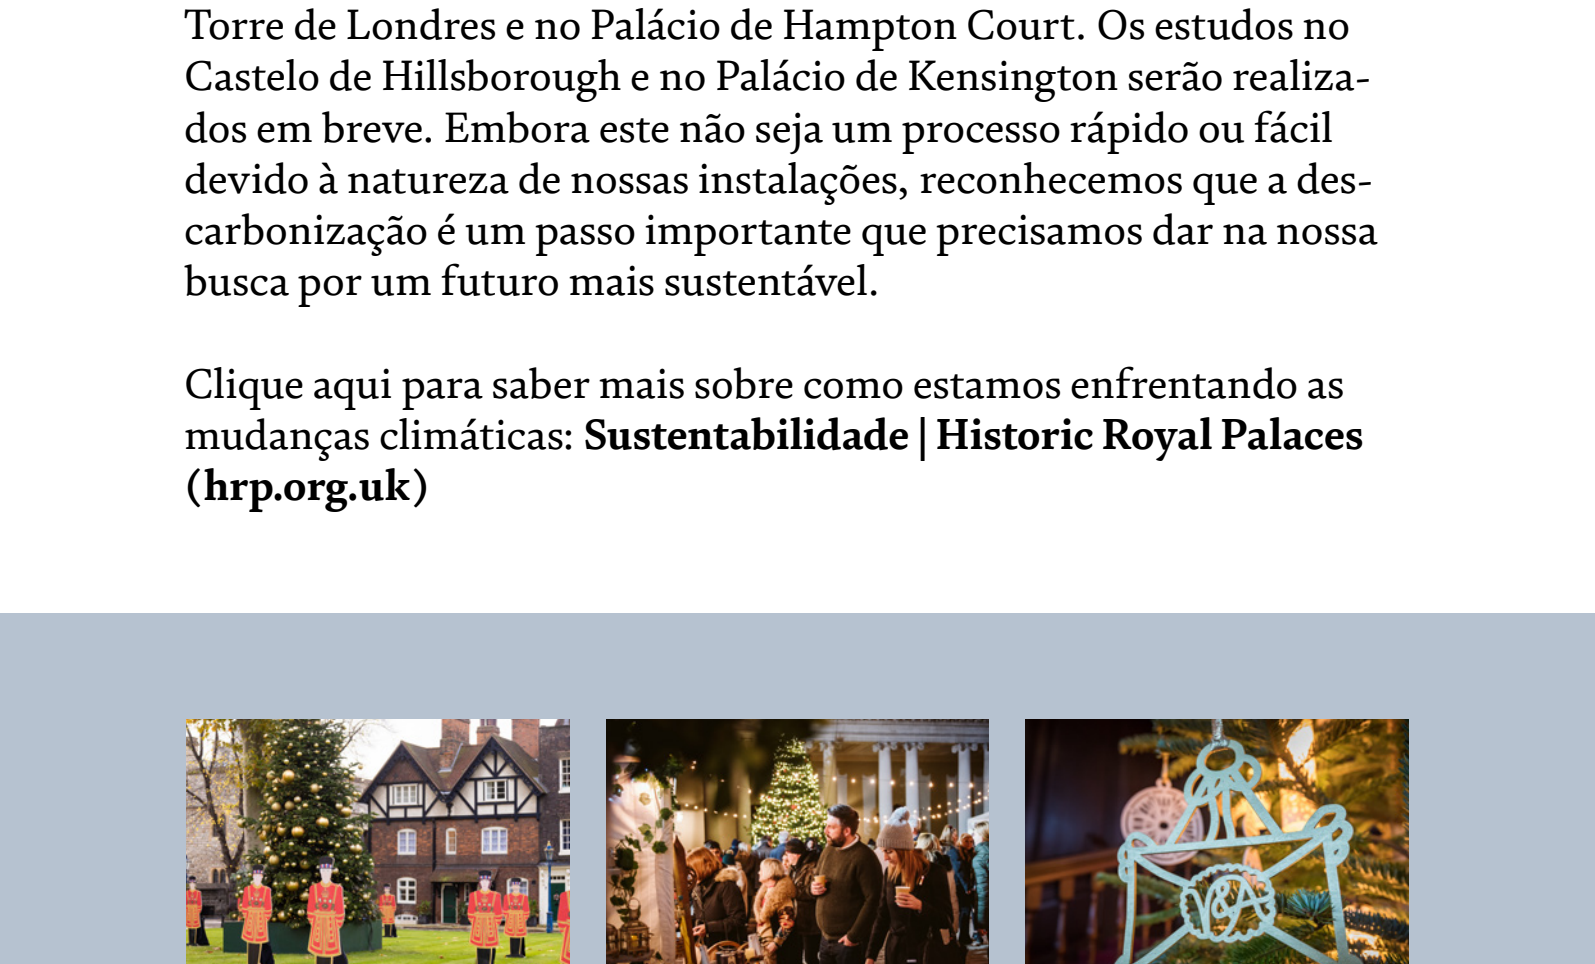 Torre de Londres e no Palácio de Hampton Court. Os estudos no
Castelo de Hillsborough e no Palácio de Kensington serão realiza-
dos em breve. Embora este não seja um processo rápido ou fácil
devido à natureza de nossas instalações, reconhecemos que a des-
carbonização é um passo importante que precisamos dar na nossa
busca por um futuro mais sustentável.
Clique aqui para saber mais sobre como estamos enfrentando as
mudanças climáticas: Sustentabilidade | Historic Royal Palaces
(hrp.org.uk)
V&A